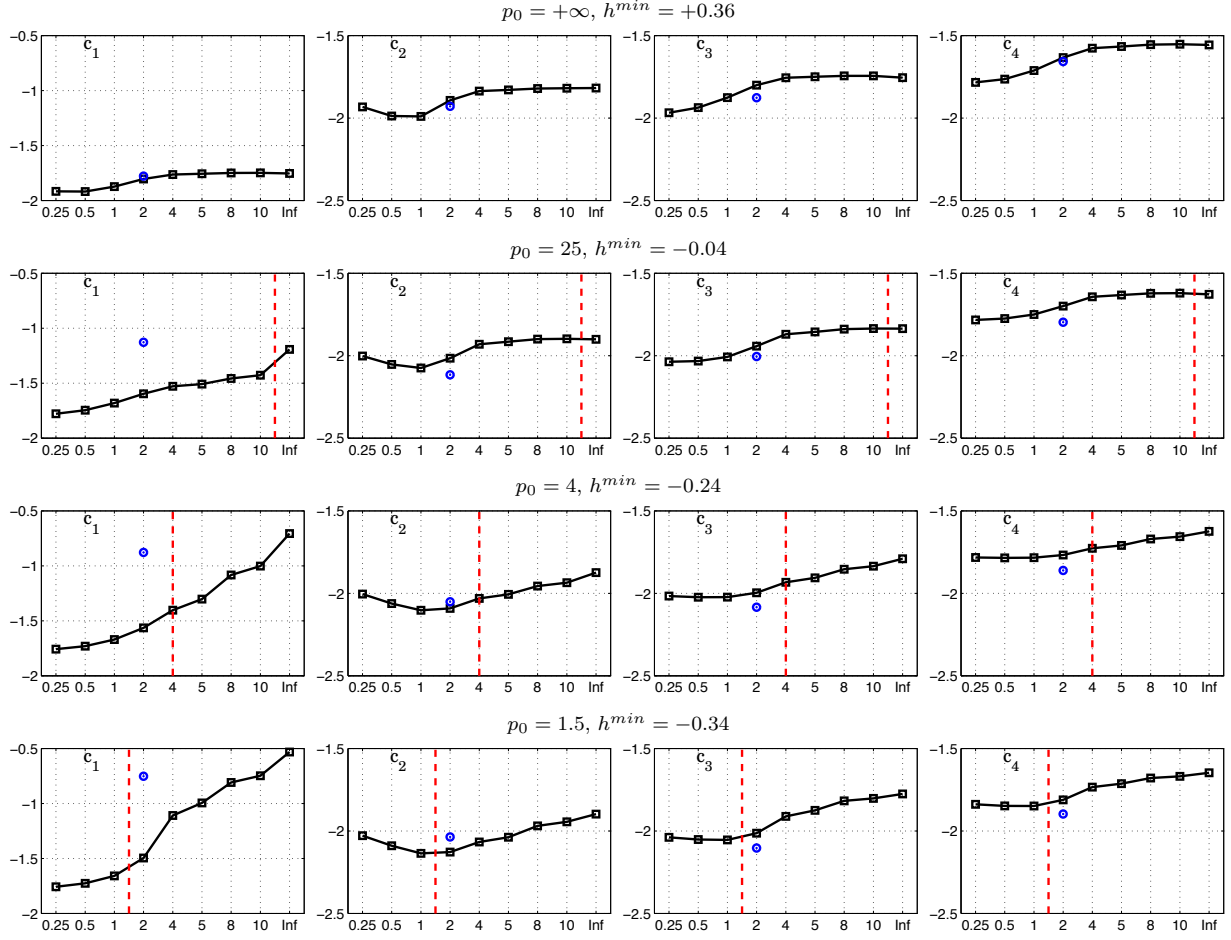 p₀ = +∞, hᵐⁱⁿ = +0.36
c₁ c₂ c₃ c₄
−0.5 −1.5 −1.5 −1.5
−1
−1.5 −2 −2 −2
−2 −2.5 −2.5 −2.5
0.25 0.5 1 2 4 5 8 10 Inf 0.25 0.5 1 2 4 5 8 10 Inf 0.25 0.5 1 2 4 5 8 10 Inf 0.25 0.5 1 2 4 5 8 10 Inf
p₀ = 25, hᵐⁱⁿ = −0.04
c₁ c₂ c₃ c₄
−0.5 −1.5 −1.5 −1.5
−1
−1.5 −2 −2 −2
−2 −2.5 −2.5 −2.5
0.25 0.5 1 2 4 5 8 10 Inf 0.25 0.5 1 2 4 5 8 10 Inf 0.25 0.5 1 2 4 5 8 10 Inf 0.25 0.5 1 2 4 5 8 10 Inf
p₀ = 4, hᵐⁱⁿ = −0.24
c₁ c₂ c₃ c₄
−0.5 −1.5 −1.5 −1.5
−1
−1.5 −2 −2 −2
−2 −2.5 −2.5 −2.5
0.25 0.5 1 2 4 5 8 10 Inf 0.25 0.5 1 2 4 5 8 10 Inf 0.25 0.5 1 2 4 5 8 10 Inf 0.25 0.5 1 2 4 5 8 10 Inf
p₀ = 1.5, hᵐⁱⁿ = −0.34
c₁ c₂ c₃ c₄
−0.5 −1.5 −1.5 −1.5
−1
−1.5 −2 −2 −2
−2 −2.5 −2.5 −2.5
0.25 0.5 1 2 4 5 8 10 Inf 0.25 0.5 1 2 4 5 8 10 Inf 0.25 0.5 1 2 4 5 8 10 Inf 0.25 0.5 1 2 4 5 8 10 Inf